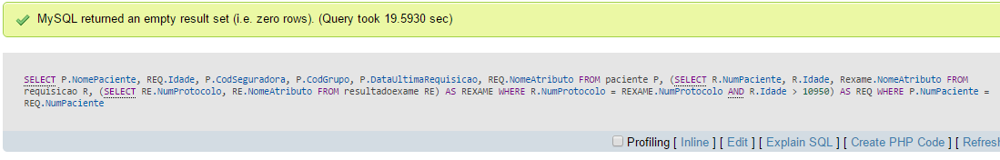 MySQL returned an empty result set (i.e. zero rows). (Query took 19.5930 sec)
SELECT P.NomePaciente, REQ.Idade, P.CodSeguradora, P.CodGrupo, P.DataUltimaRequisicao, REQ.NomeAtributo FROM paciente P, (SELECT R.NumPaciente, R.Idade, Rexame.NomeAtributo FROM
requisicao R, (SELECT RE.NumProtocolo, RE.NomeAtributo FROM resultadoexame RE) AS REXAME WHERE R.NumProtocolo = REXAME.NumProtocolo AND R.Idade > 10950) AS REQ WHERE P.NumPaciente =
REQ.NumPaciente
Profiling [ Inline ] [ Edit ] [ Explain SQL ] [ Create PHP Code ] [ Refresh